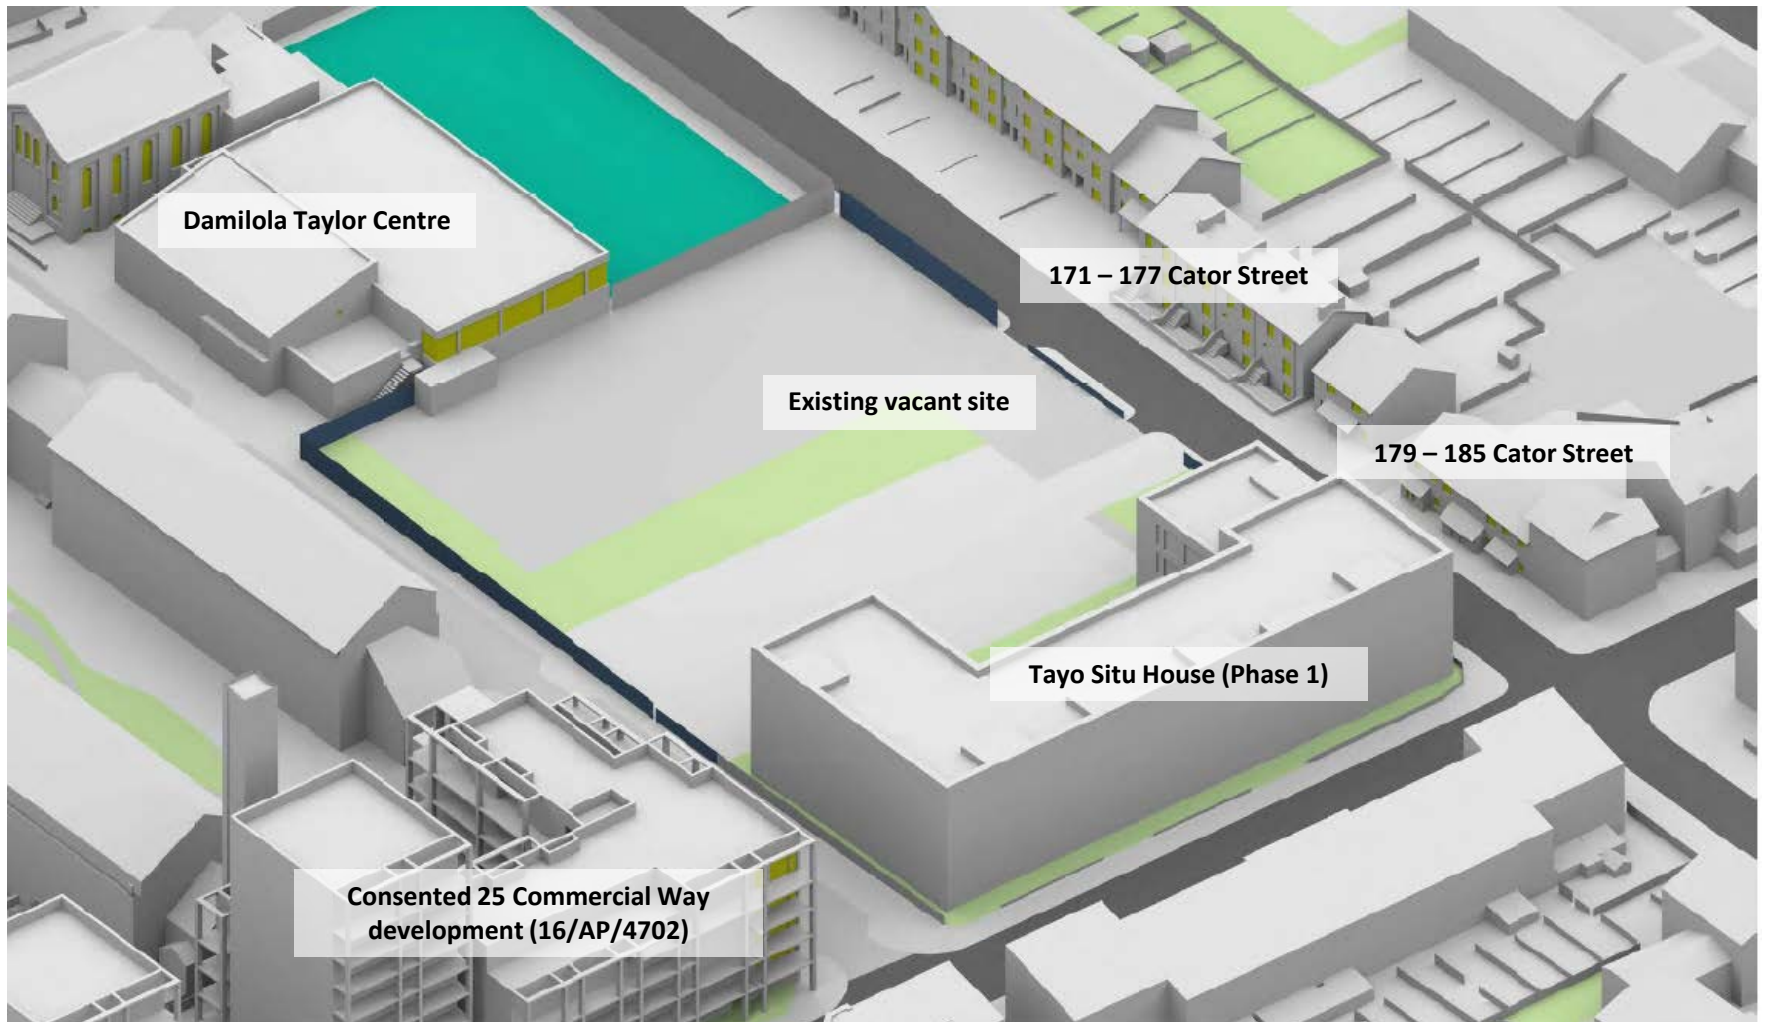 Damilola Taylor Centre
171 – 177 Cator Street
Existing vacant site
179 – 185 Cator Street
Tayo Situ House (Phase 1)
Consented 25 Commercial Way
development (16/AP/4702)